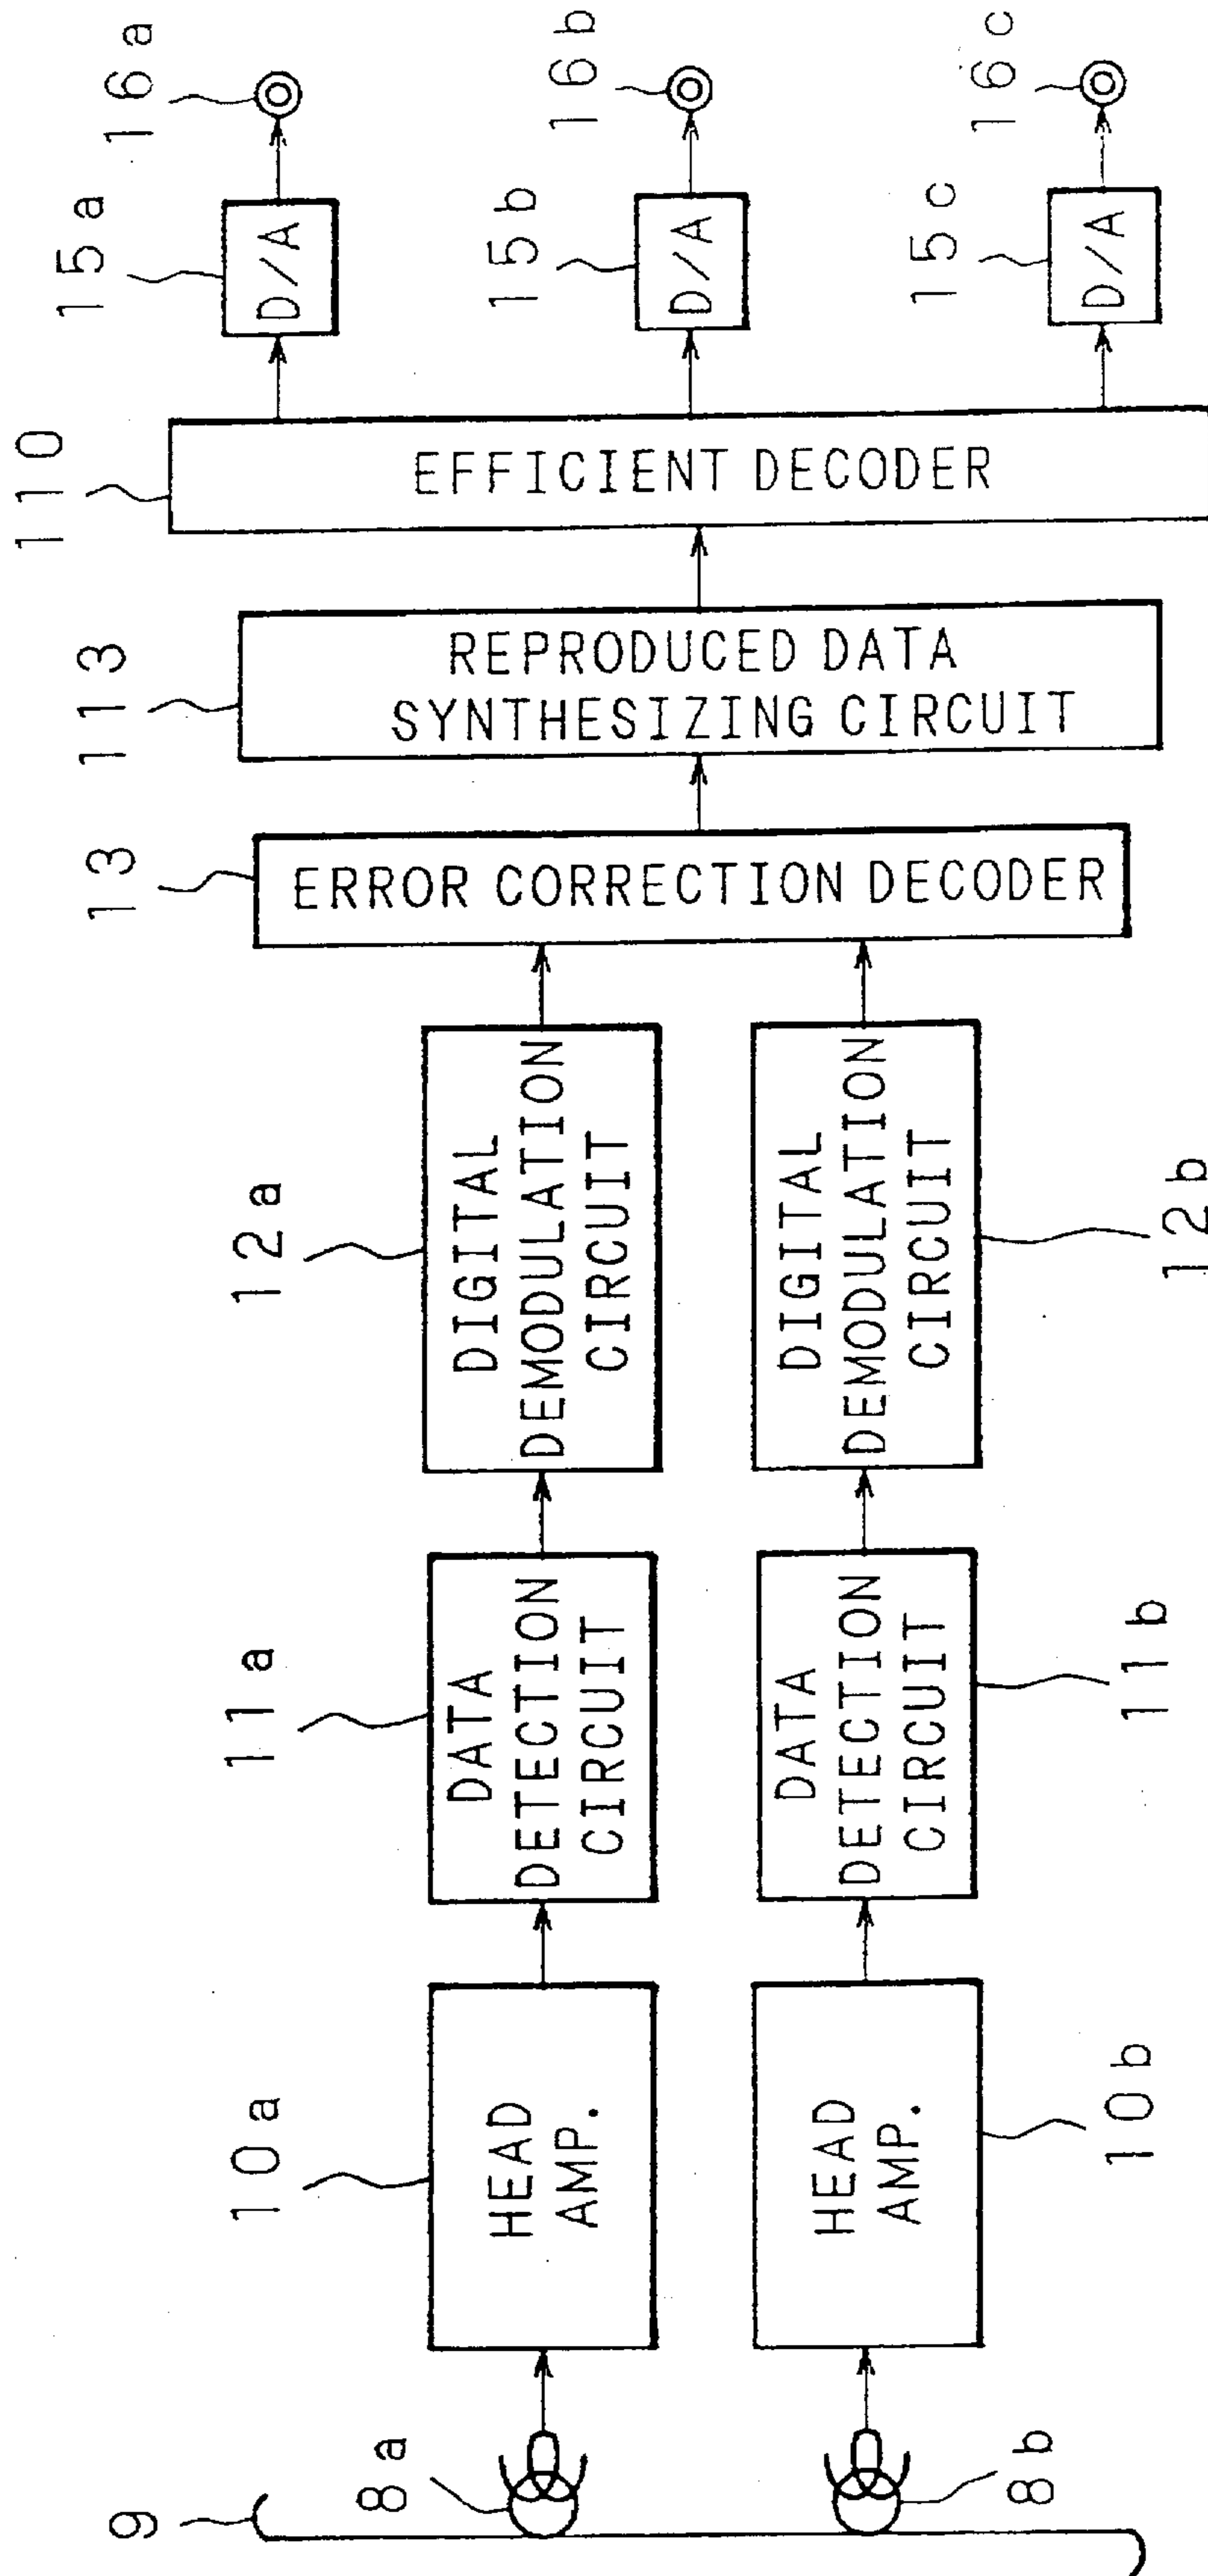 9
8a
8b
10a
HEAD
AMP.
HEAD
AMP.
10b
11a
DATA
DETECTION
CIRCUIT
DATA
DETECTION
CIRCUIT
11b
12a
DIGITAL
DEMODULATION
CIRCUIT
DIGITAL
DEMODULATION
CIRCUIT
12b
13
ERROR CORRECTION DECODER
113
REPRODUCED DATA
SYNTHESIZING CIRCUIT
110
EFFICIENT DECODER
15a
D/A
16a
15b
D/A
16b
15c
D/A
16c